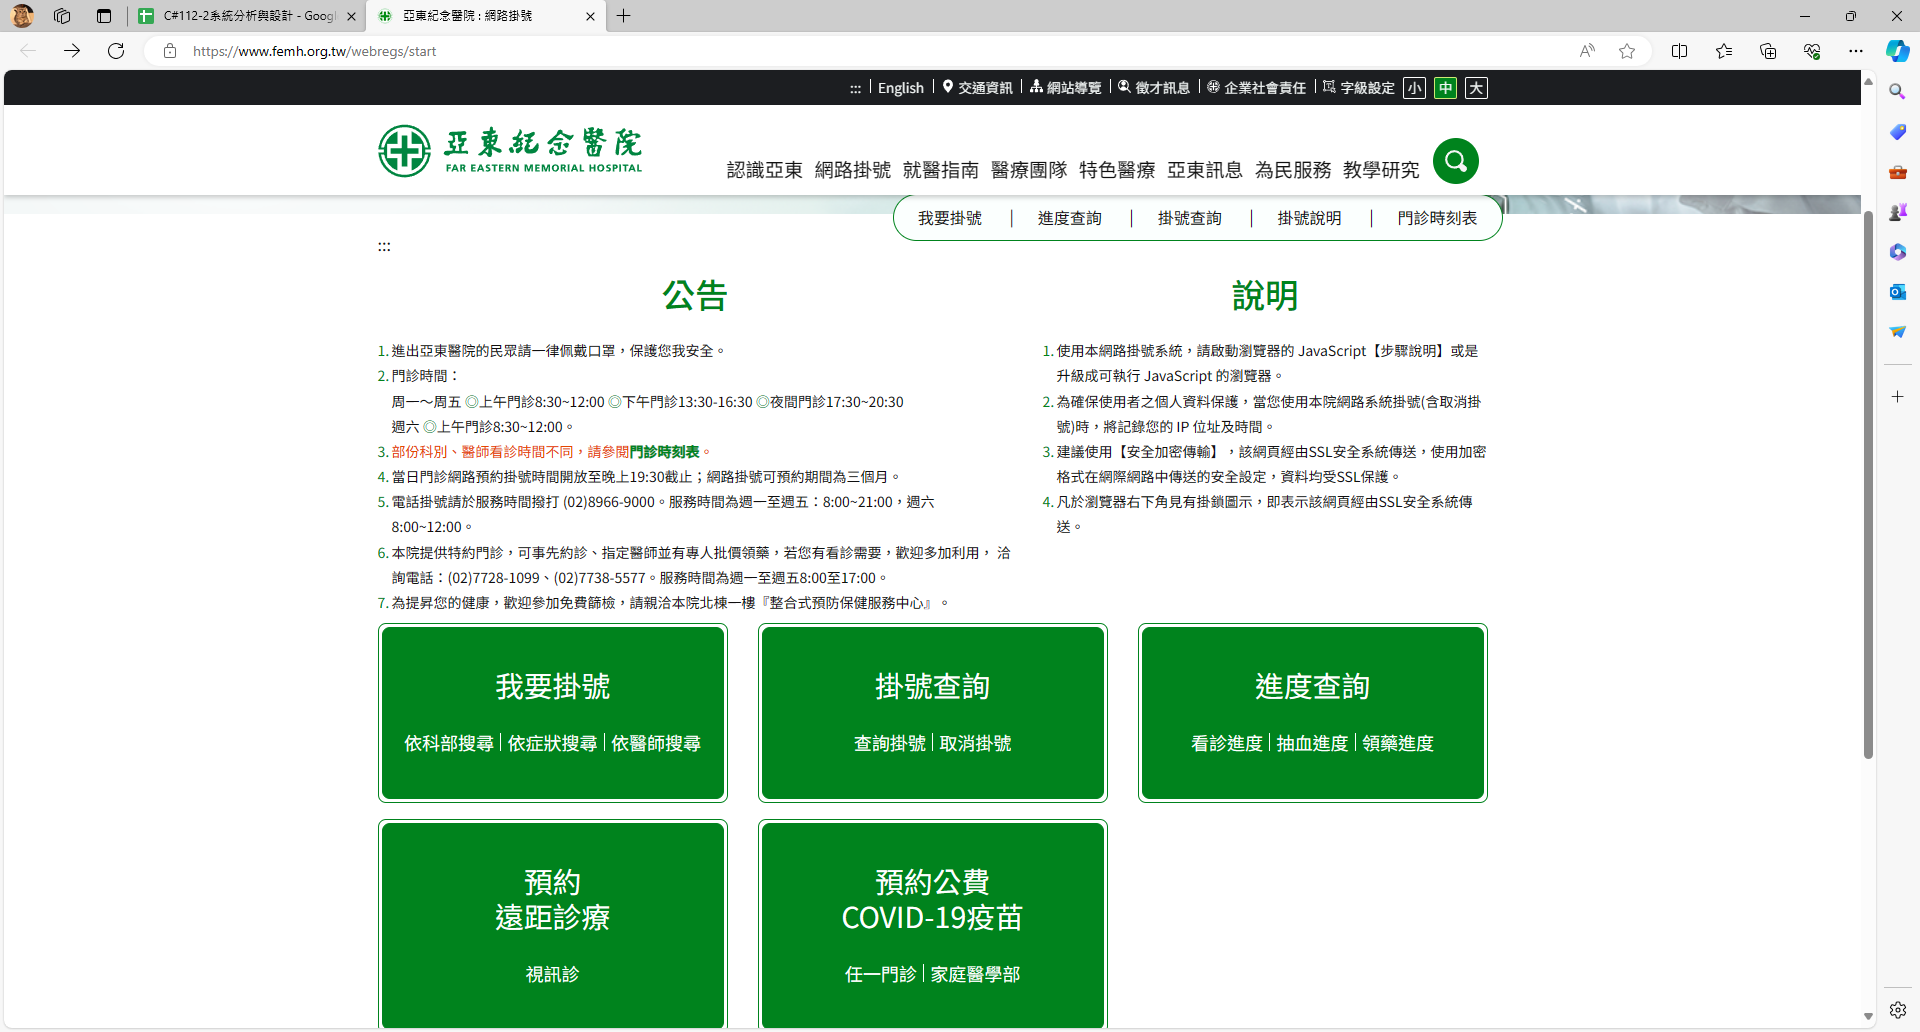 C#112-2系統分析與設計 - Googl
亞東紀念醫院 : 網路掛號
https://www.femh.org.tw/webregs/start
::: English 交通資訊 網站導覽 徵才訊息 企業社會責任 字級設定 小 中 大
亞東紀念醫院
FAR EASTERN MEMORIAL HOSPITAL
認識亞東 網路掛號 就醫指南 醫療團隊 特色醫療 亞東訊息 為民服務 教學研究
我要掛號 | 進度查詢 | 掛號查詢 | 掛號說明 | 門診時刻表
:::
公告
1. 進出亞東醫院的民眾請一律佩戴口罩，保護您我安全。
2. 門診時間：
周一～周五 ◎上午門診8:30~12:00 ◎下午門診13:30-16:30 ◎夜間門診17:30~20:30
週六 ◎上午門診8:30~12:00。
3. 部份科別、醫師看診時間不同，請參閱門診時刻表。
4. 當日門診網路預約掛號時間開放至晚上19:30截止；網路掛號可預約期間為三個月。
5. 電話掛號請於服務時間撥打 (02)8966-9000。服務時間為週一至週五：8:00~21:00，週六
8:00~12:00。
6. 本院提供特約門診，可事先約診、指定醫師並有專人批價領藥，若您有看診需要，歡迎多加利用， 洽
詢電話：(02)7728-1099、(02)7738-5577。服務時間為週一至週五8:00至17:00。
7. 為提昇您的健康，歡迎參加免費篩檢，請親洽本院北棟一樓『整合式預防保健服務中心』。
說明
1. 使用本網路掛號系統，請啟動瀏覽器的 JavaScript【步驟說明】或是
升級成可執行 JavaScript 的瀏覽器。
2. 為確保使用者之個人資料保護，當您使用本院網路系統掛號(含取消掛
號)時，將記錄您的 IP 位址及時間。
3. 建議使用【安全加密傳輸】，該網頁經由SSL安全系統傳送，使用加密
格式在網際網路中傳送的安全設定，資料均受SSL保護。
4. 凡於瀏覽器右下角見有掛鎖圖示，即表示該網頁經由SSL安全系統傳
送。
我要掛號
依科部搜尋 | 依症狀搜尋 | 依醫師搜尋
掛號查詢
查詢掛號 | 取消掛號
進度查詢
看診進度 | 抽血進度 | 領藥進度
預約
遠距診療
視訊診
預約公費
COVID-19疫苗
任一門診 | 家庭醫學部